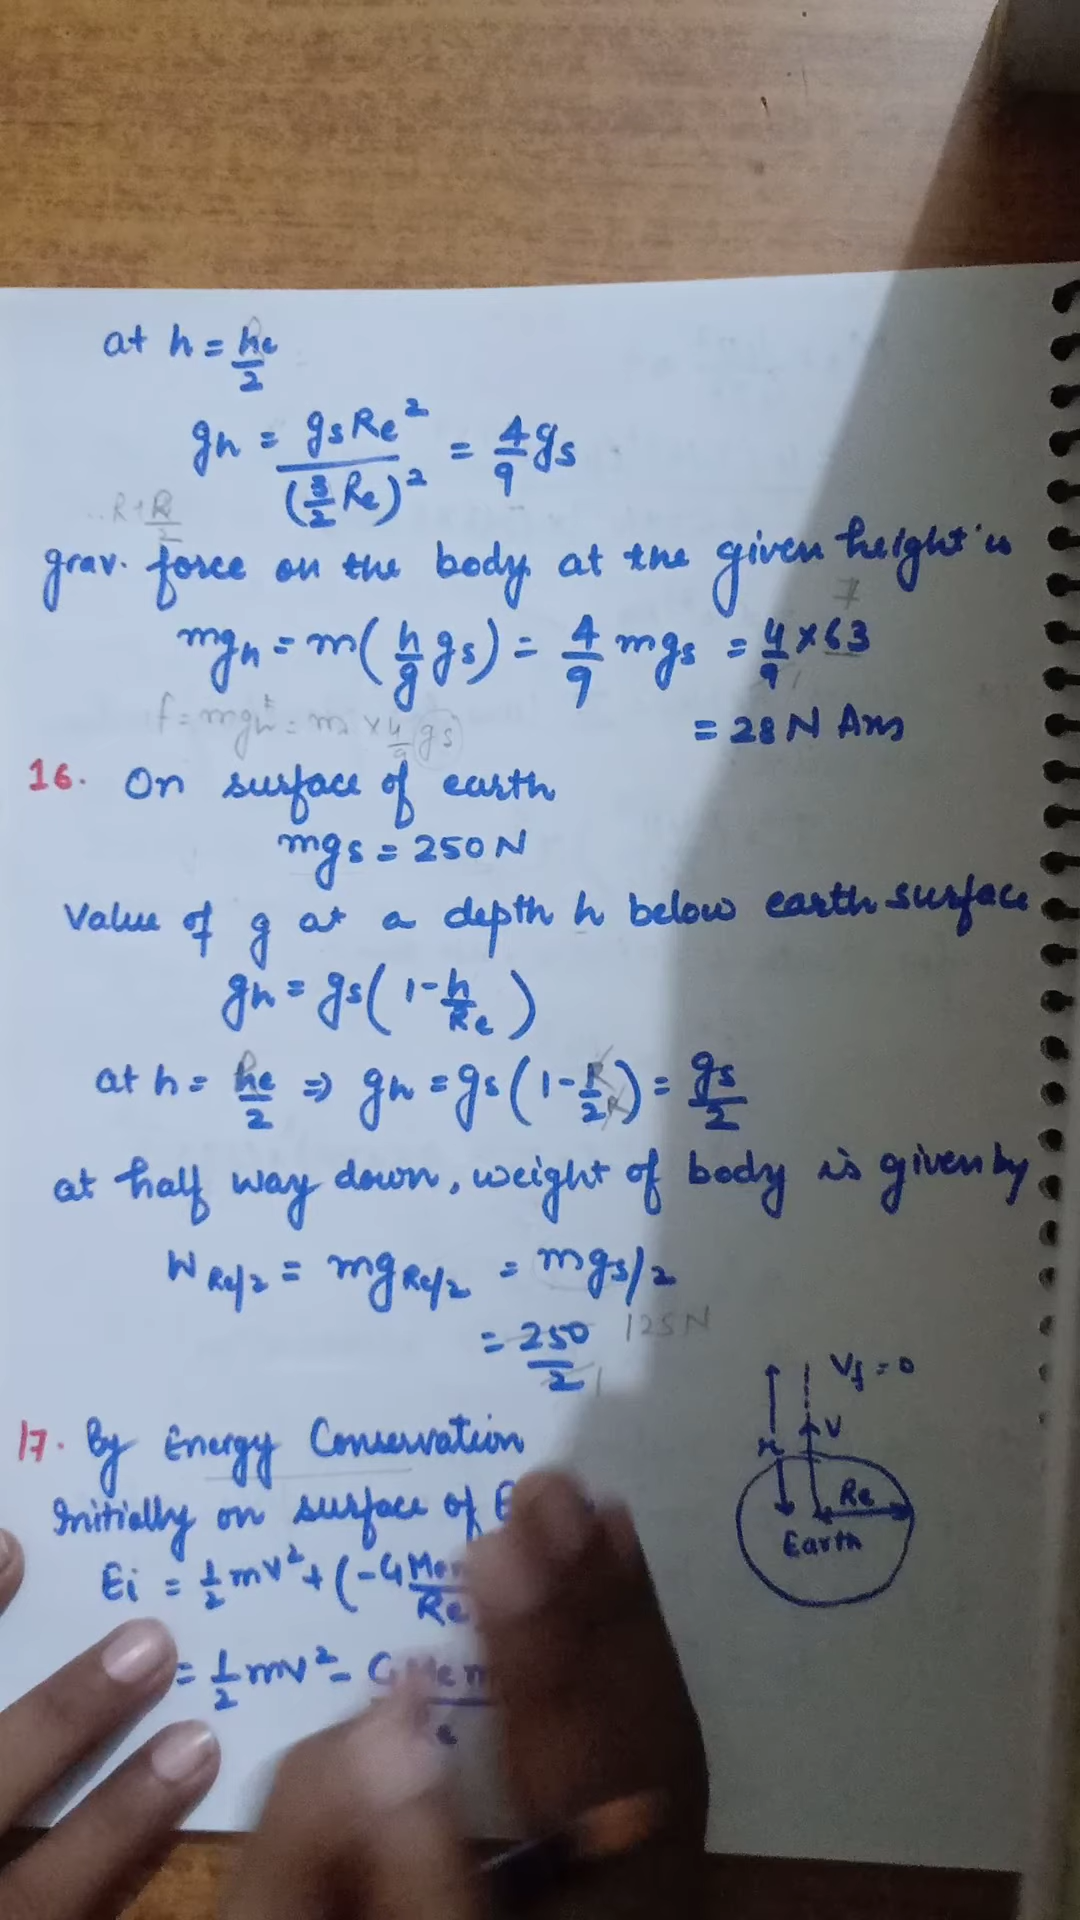 at h = Re/2
gh = gsRe²/(3/2 Re)² = 4/9 gs
R+R/2
grav. force on the body at the given height is
7
mgh = m(h/g gs) = 4/9 mgs = 4/9 × 63
= 28 N Ans
f = mgh = m × 4/9 gs
16. On surface of earth
mgs = 250 N
Value of g at a depth h below earth surface
gh = gs(1 - h/Re)
at h = Re/2 ⇒ gh = gs(1 - R/2R) = gs/2
at half way down, weight of body is given by
W Re/2 = mg Re/2 = mgs/2
= 250/2 125 N
Vf = 0
V
17. By Energy Conservation
Initially on surface of
Re
Earth
Ei = 1/2 mv² + (-G
Re
= 1/2 mv² -